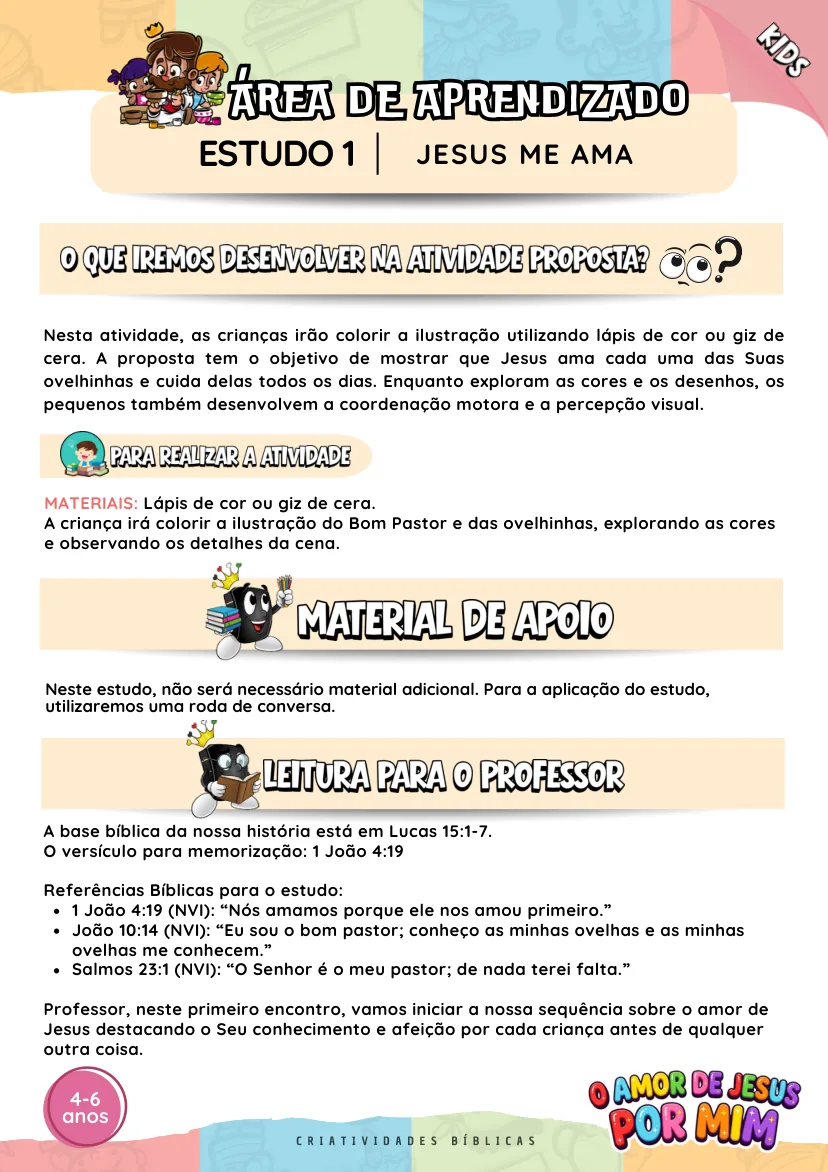 KIDS
ÁREA DE APRENDIZADO
ESTUDO 1 | JESUS ME AMA
O QUE IREMOS DESENVOLVER NA ATIVIDADE PROPOSTA?
Nesta atividade, as crianças irão colorir a ilustração utilizando lápis de cor ou giz de
cera. A proposta tem o objetivo de mostrar que Jesus ama cada uma das Suas
ovelhinhas e cuida delas todos os dias. Enquanto exploram as cores e os desenhos, os
pequenos também desenvolvem a coordenação motora e a percepção visual.
PARA REALIZAR A ATIVIDADE
MATERIAIS: Lápis de cor ou giz de cera.
A criança irá colorir a ilustração do Bom Pastor e das ovelhinhas, explorando as cores
e observando os detalhes da cena.
MATERIAL DE APOIO
Neste estudo, não será necessário material adicional. Para a aplicação do estudo,
utilizaremos uma roda de conversa.
LEITURA PARA O PROFESSOR
A base bíblica da nossa história está em Lucas 15:1-7.
O versículo para memorização: 1 João 4:19
Referências Bíblicas para o estudo:
• 1 João 4:19 (NVI): “Nós amamos porque ele nos amou primeiro.”
• João 10:14 (NVI): “Eu sou o bom pastor; conheço as minhas ovelhas e as minhas
ovelhas me conhecem.”
• Salmos 23:1 (NVI): “O Senhor é o meu pastor; de nada terei falta.”
Professor, neste primeiro encontro, vamos iniciar a nossa sequência sobre o amor de
Jesus destacando o Seu conhecimento e afeição por cada criança antes de qualquer
outra coisa.
4-6
anos
O AMOR DE JESUS
POR MIM
CRIATIVIDADES BÍBLICAS